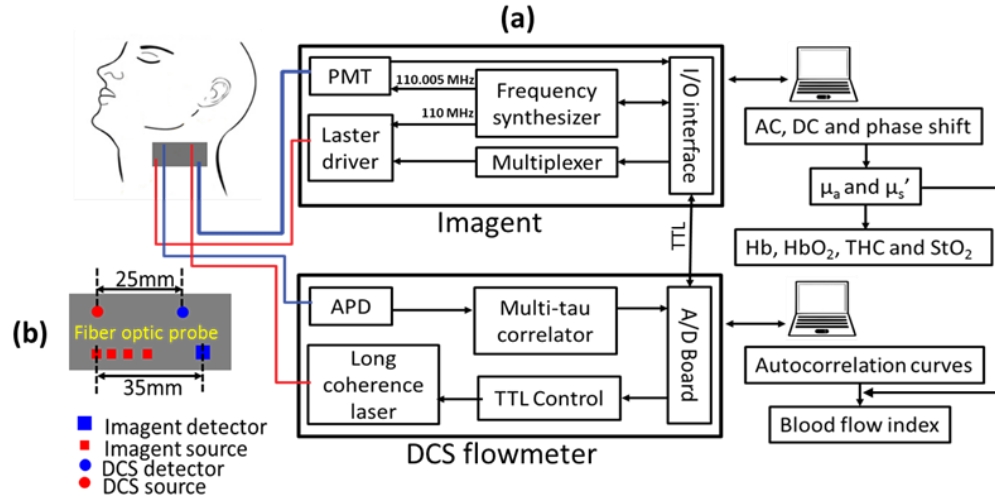 (a)
PMT
110.005 MHz
110 MHz
Frequency
synthesizer
Laster
driver
Multiplexer
I/O interface
Imagent
AC, DC and phase shift
μa and μs’
Hb, HbO₂, THC and StO₂
TTL
(b)
25mm
Fiber optic probe
35mm
Imagent detector
Imagent source
DCS detector
DCS source
APD
Multi-tau
correlator
Long
coherence
laser
TTL Control
A/D Board
DCS flowmeter
Autocorrelation curves
Blood flow index